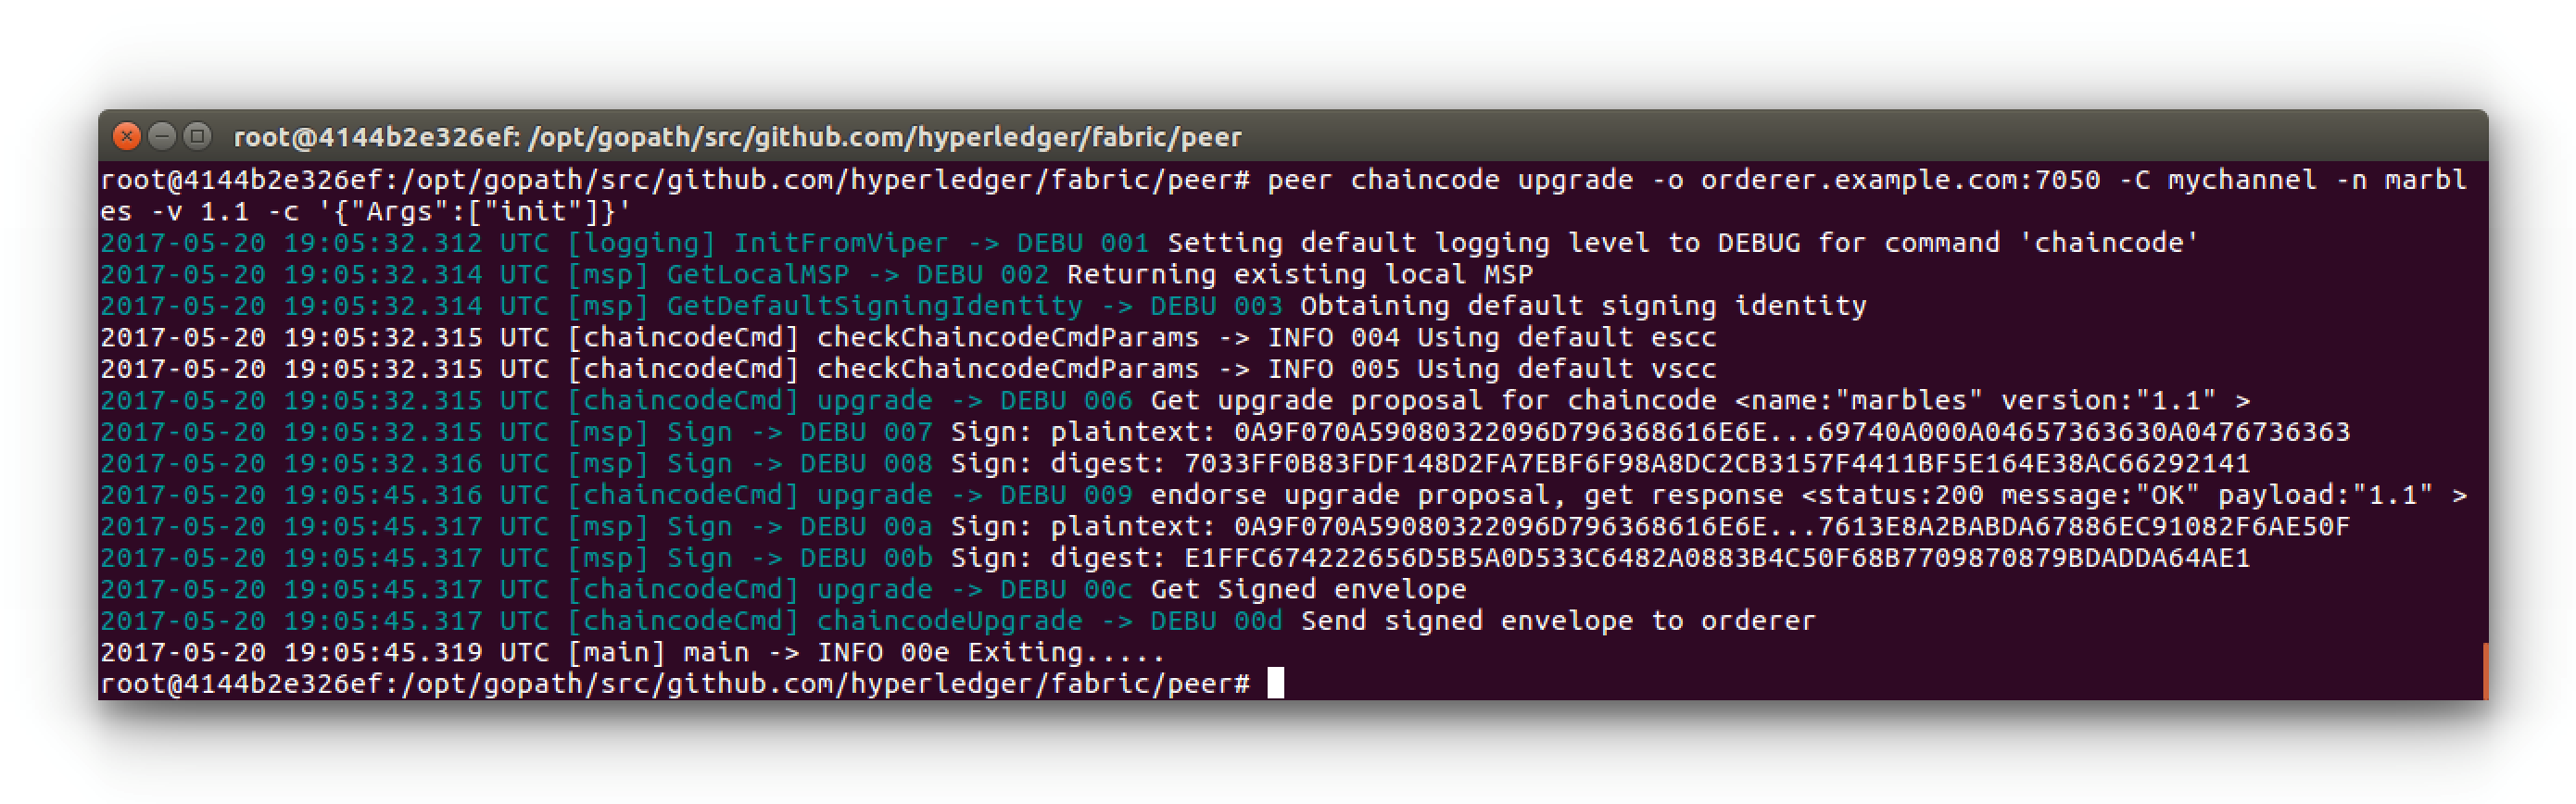 root@4144b2e326ef: /opt/gopath/src/github.com/hyperledger/fabric/peer
root@4144b2e326ef:/opt/gopath/src/github.com/hyperledger/fabric/peer# peer chaincode upgrade -o orderer.example.com:7050 -C mychannel -n marbl
es -v 1.1 -c '{"Args":["init"]}'
2017-05-20 19:05:32.312 UTC [logging] InitFromViper -> DEBU 001 Setting default logging level to DEBUG for command 'chaincode'
2017-05-20 19:05:32.314 UTC [msp] GetLocalMSP -> DEBU 002 Returning existing local MSP
2017-05-20 19:05:32.314 UTC [msp] GetDefaultSigningIdentity -> DEBU 003 Obtaining default signing identity
2017-05-20 19:05:32.315 UTC [chaincodeCmd] checkChaincodeCmdParams -> INFO 004 Using default escc
2017-05-20 19:05:32.315 UTC [chaincodeCmd] checkChaincodeCmdParams -> INFO 005 Using default vscc
2017-05-20 19:05:32.315 UTC [chaincodeCmd] upgrade -> DEBU 006 Get upgrade proposal for chaincode <name:"marbles" version:"1.1" >
2017-05-20 19:05:32.315 UTC [msp] Sign -> DEBU 007 Sign: plaintext: 0A9F070A59080322096D796368616E6E...69740A000A04657363630A0476736363
2017-05-20 19:05:32.316 UTC [msp] Sign -> DEBU 008 Sign: digest: 7033FF0B83FDF148D2FA7EBF6F98A8DC2CB3157F4411BF5E164E38AC66292141
2017-05-20 19:05:45.316 UTC [chaincodeCmd] upgrade -> DEBU 009 endorse upgrade proposal, get response <status:200 message:"OK" payload:"1.1" >
2017-05-20 19:05:45.317 UTC [msp] Sign -> DEBU 00a Sign: plaintext: 0A9F070A59080322096D796368616E6E...7613E8A2BABDA67886EC91082F6AE50F
2017-05-20 19:05:45.317 UTC [msp] Sign -> DEBU 00b Sign: digest: E1FFC674222656D5B5A0D533C6482A0883B4C50F68B7709870879BDADDA64AE1
2017-05-20 19:05:45.317 UTC [chaincodeCmd] upgrade -> DEBU 00c Get Signed envelope
2017-05-20 19:05:45.317 UTC [chaincodeCmd] chaincodeUpgrade -> DEBU 00d Send signed envelope to orderer
2017-05-20 19:05:45.319 UTC [main] main -> INFO 00e Exiting.....
root@4144b2e326ef:/opt/gopath/src/github.com/hyperledger/fabric/peer#